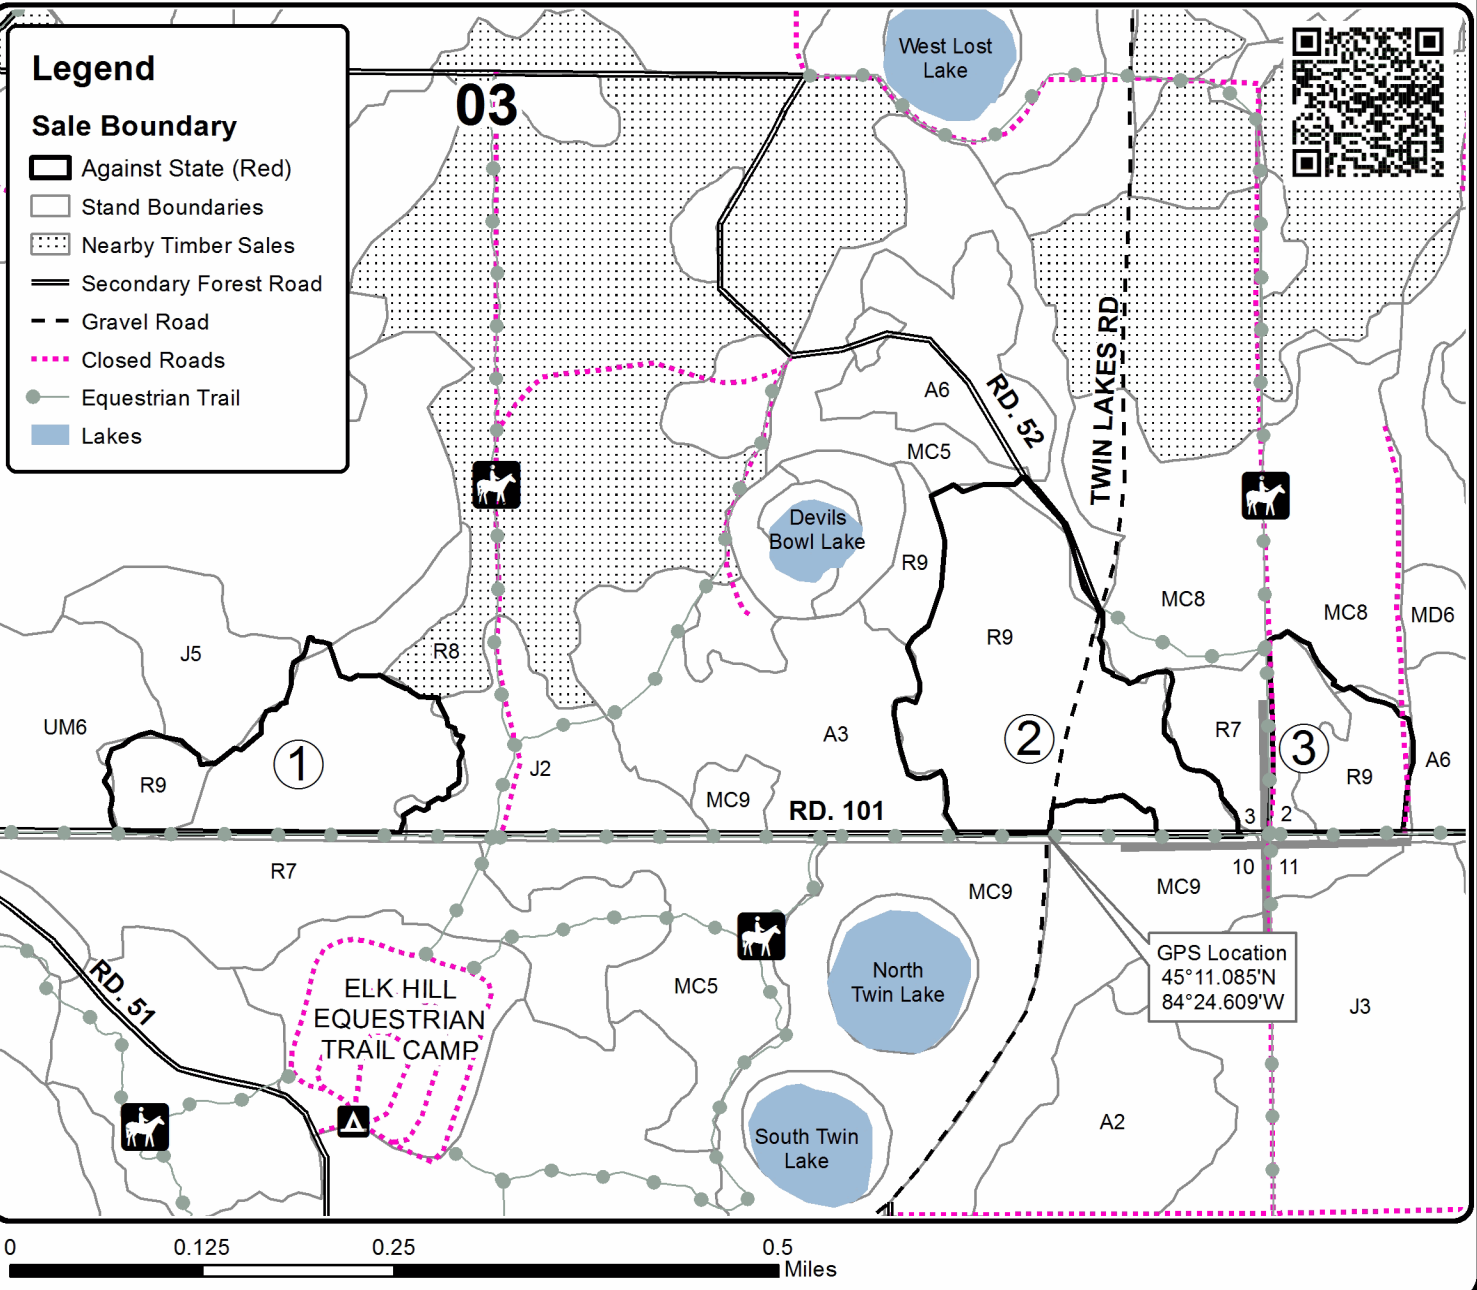 Legend
Sale Boundary
Against State (Red)
Stand Boundaries
Nearby Timber Sales
Secondary Forest Road
Gravel Road
Closed Roads
Equestrian Trail
Lakes
03
West Lost
Lake
TWIN LAKES RD
RD. 52
A6
MC5
Devils
Bowl Lake
R9
R9
MC8
MC8
MD6
J5
R8
UM6
R9
1
J2
A3
MC9
2
R7
3
R9
A6
RD. 101
3
2
10
11
R7
MC9
MC9
GPS Location
45°11.085'N
84°24.609'W
RD. 51
ELK HILL
EQUESTRIAN
TRAIL CAMP
MC5
North
Twin Lake
J3
South Twin
Lake
A2
0
0.125
0.25
0.5
Miles